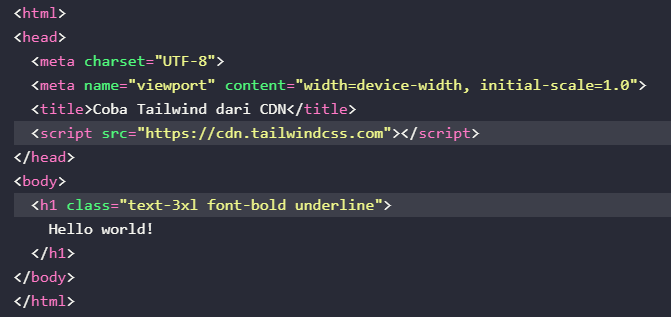 <html>
<head>
  <meta charset="UTF-8">
  <meta name="viewport" content="width=device-width, initial-scale=1.0">
  <title>Coba Tailwind dari CDN</title>
  <script src="https://cdn.tailwindcss.com"></script>
</head>
<body>
  <h1 class="text-3xl font-bold underline">
    Hello world!
  </h1>
</body>
</html>